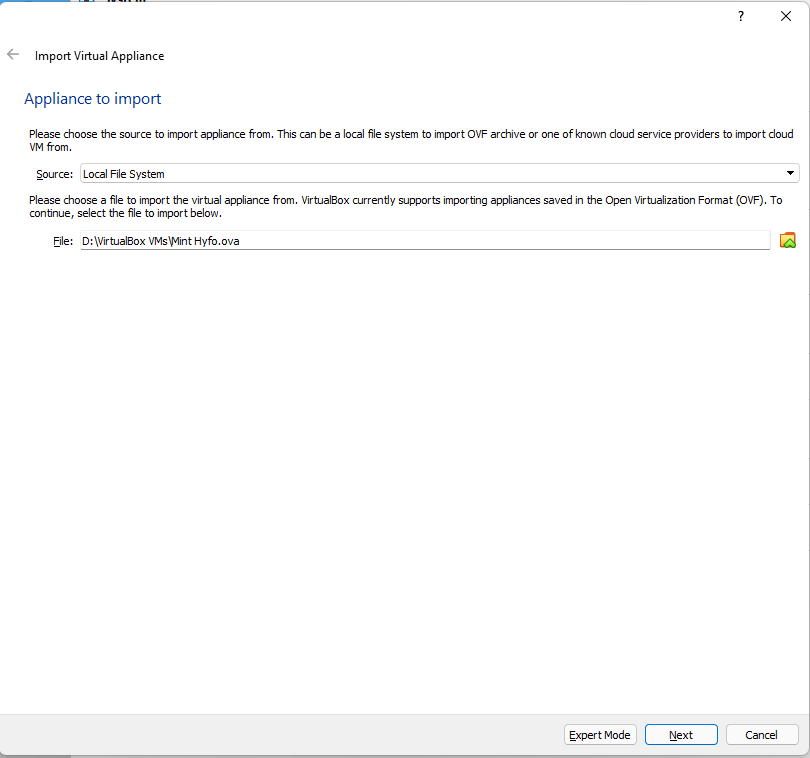 ?
Import Virtual Appliance
Appliance to import
Please choose the source to import appliance from. This can be a local file system to import OVF archive or one of known cloud service providers to import cloud
VM from.
Source: Local File System
Please choose a file to import the virtual appliance from. VirtualBox currently supports importing appliances saved in the Open Virtualization Format (OVF). To
continue, select the file to import below.
File: D:\VirtualBox VMs\Mint Hyfo.ova
Expert Mode Next Cancel